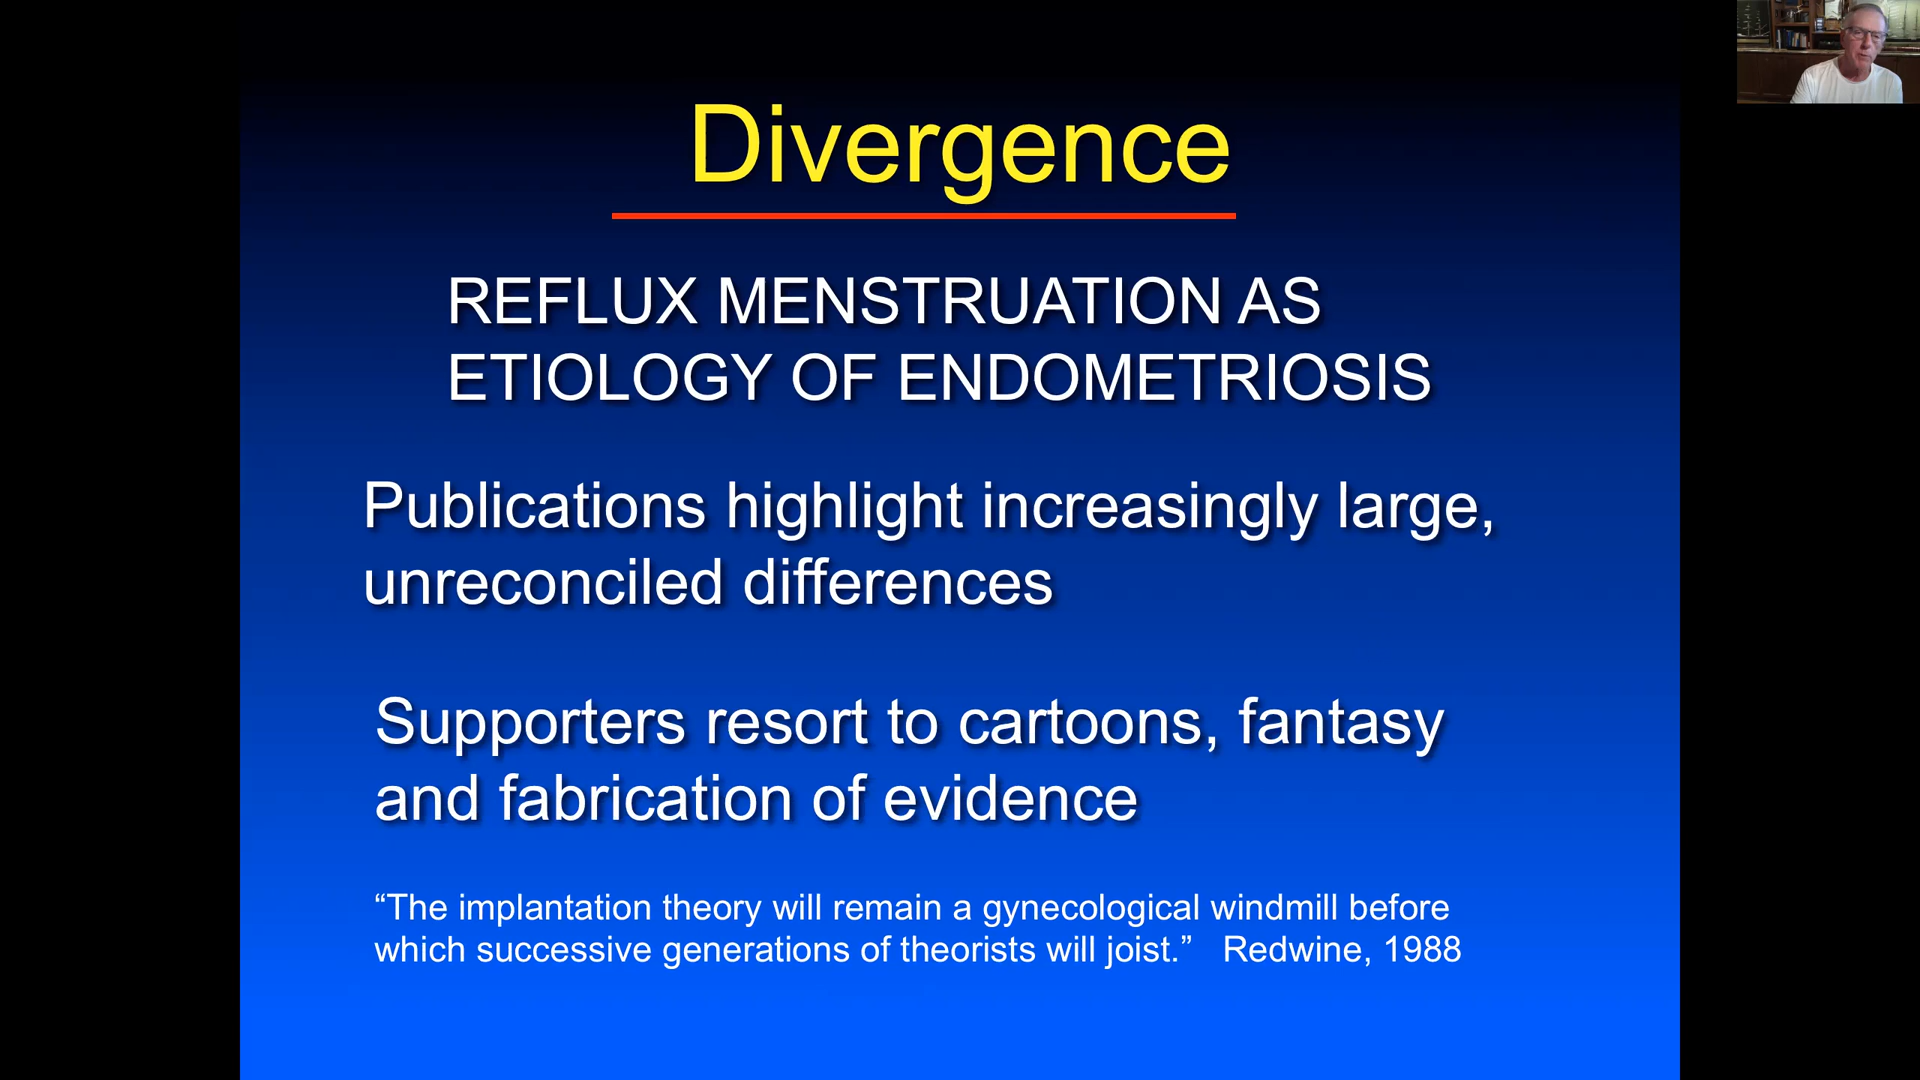 Divergence
REFLUX MENSTRUATION AS
ETIOLOGY OF ENDOMETRIOSIS
Publications highlight increasingly large,
unreconciled differences
Supporters resort to cartoons, fantasy
and fabrication of evidence
“The implantation theory will remain a gynecological windmill before
which successive generations of theorists will joist.” Redwine, 1988